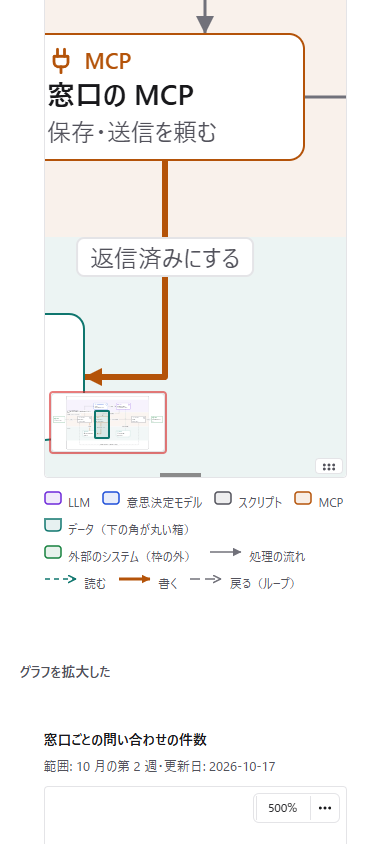 MCP
窓口の MCP
保存・送信を頼む
返信済みにする
LLM 意思決定モデル スクリプト MCP
データ（下の角が丸い箱）
外部のシステム（枠の外） 処理の流れ
読む 書く 戻る（ループ）
グラフを拡大した
窓口ごとの問い合わせの件数
範囲: 10 月の第 2 週・更新日: 2026-10-17
500%